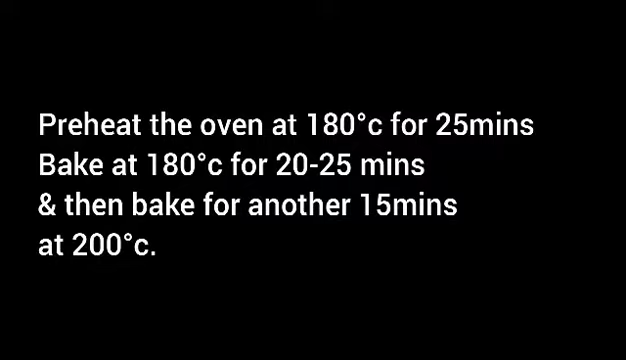 Preheat the oven at 180°c for 25mins
Bake at 180°c for 20-25 mins
& then bake for another 15mins
at 200°c.